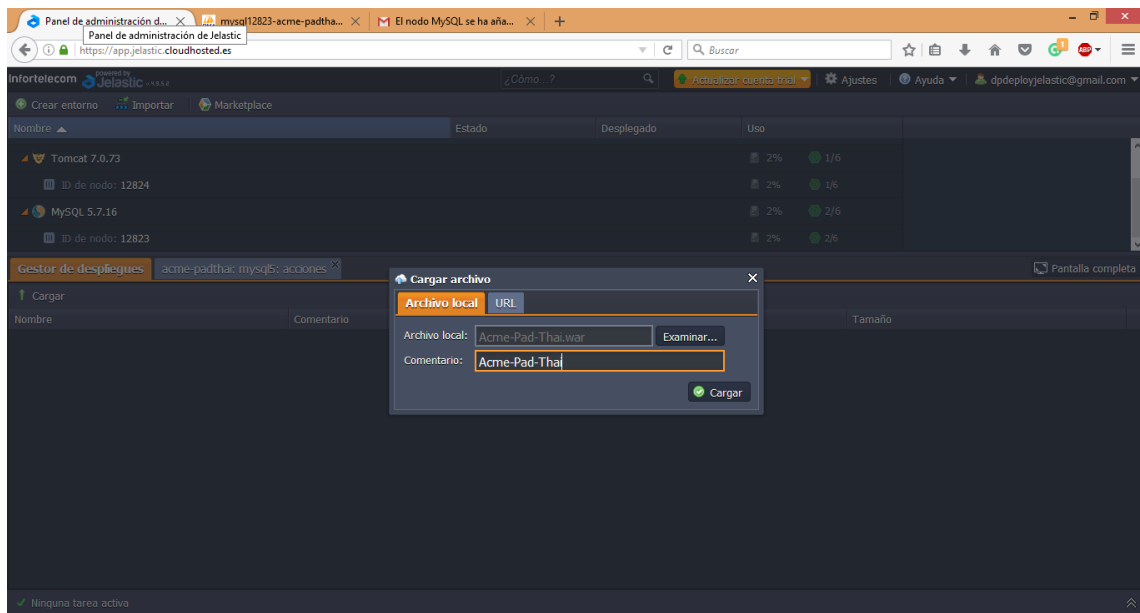 Panel de administración d...
mysql12823-acme-padtha...
El nodo MySQL se ha aña...
Panel de administración de Jelastic
https://app.jelastic.cloudhosted.es
Buscar
ABP
Infortelecom powered by Jelastic
¿Cómo...?
Actualizar cuenta trial
Ajustes
Ayuda
dpdeployjelastic@gmail.com
Crear entorno
Importar
Marketplace
Nombre
Estado
Desplegado
Uso
Tomcat 7.0.73
2%
1/6
ID de nodo: 12824
2%
1/6
MySQL 5.7.16
2%
2/6
ID de nodo: 12823
2%
2/6
Gestor de despliegues
acme-padthai: mysql5: acciones
Pantalla completa
Cargar
Nombre
Comentario
Tamaño
Cargar archivo
Archivo local
URL
Archivo local:
Acme-Pad-Thai.war
Examinar...
Comentario:
Acme-Pad-Thai
Cargar
Ninguna tarea activa